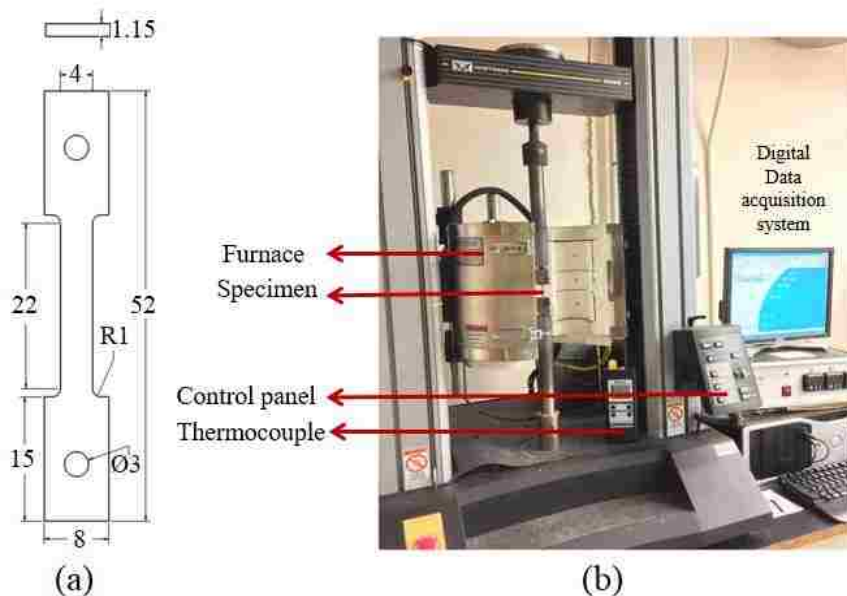 1.15
4
22
52
R1
15
Ø3
8
(a)
Digital
Data
acquisition
system
Furnace
Specimen
Control panel
Thermocouple
(b)